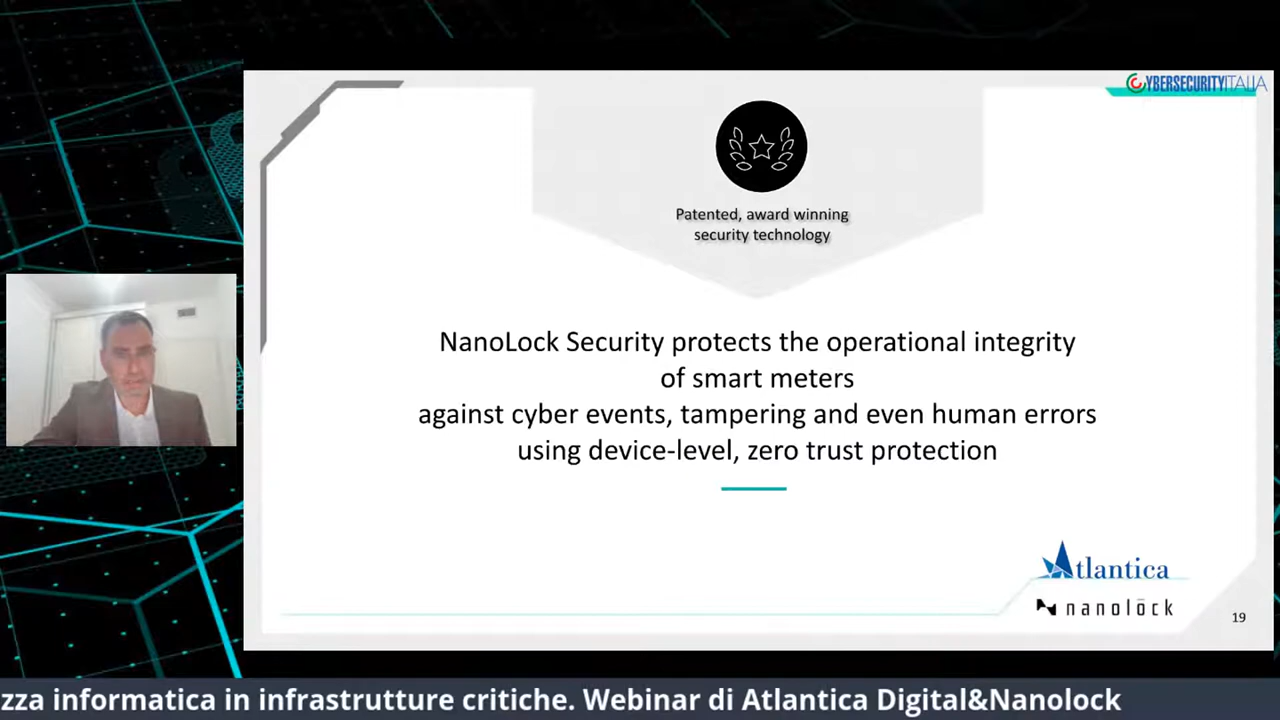 CYBERSECURITYITALIA
Patented, award winning
security technology
NanoLock Security protects the operational integrity
of smart meters
against cyber events, tampering and even human errors
using device-level, zero trust protection
Atlantica
nanolock
19
zza informatica in infrastrutture critiche. Webinar di Atlantica Digital&Nanolock